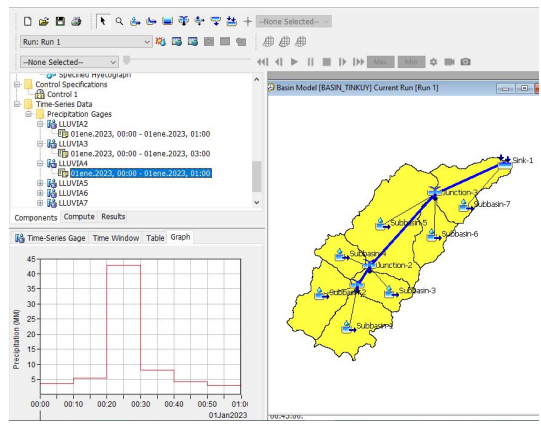 --None Selected--
Run: Run 1
--None Selected--
Max
Min
Specified Hyetograph
Control Specifications
Control 1
Time-Series Data
Precipitation Gages
LLUVIA2
01ene.2023, 00:00 - 01ene.2023, 01:00
LLUVIA3
01ene.2023, 00:00 - 01ene.2023, 03:00
LLUVIA4
01ene.2023, 00:00 - 01ene.2023, 01:00
LLUVIA5
LLUVIA6
LLUVIA7
Components Compute Results
Time-Series Gage Time Window Table Graph
Precipitation (MM)
45
40
35
30
25
20
15
10
5
00:00 00:10 00:20 00:30 00:40 00:50 01:0
01Jan2023
Basin Model [BASIN_TINKUY] Current Run [Run 1]
Sink-1
Junction-3
Subbasin-7
Subbasin-5
Subbasin-6
Subbasin-4
Junction-2
Subbasin-2
Subbasin-3